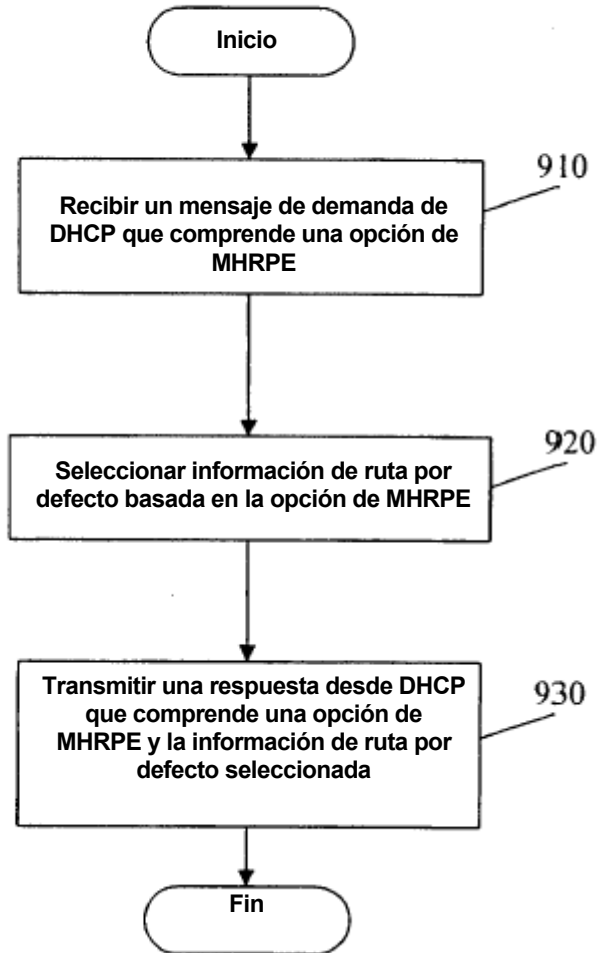 Inicio
910
Recibir un mensaje de demanda de
DHCP que comprende una opción de
MHRPE
920
Seleccionar información de ruta por
defecto basada en la opción de MHRPE
Transmitir una respuesta desde DHCP
que comprende una opción de
MHRPE y la información de ruta por
defecto seleccionada
930
Fin